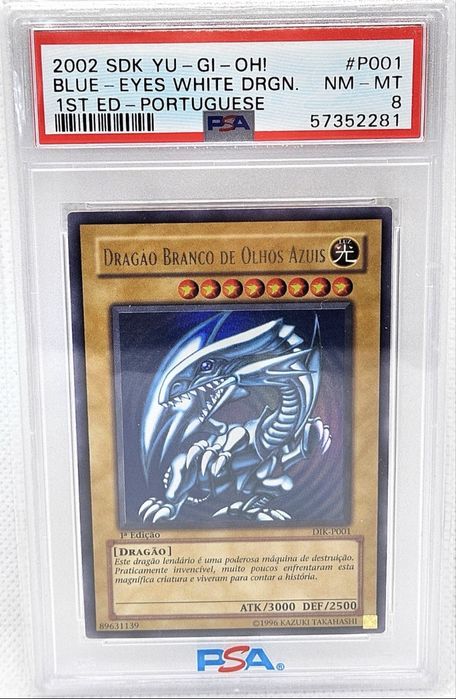 2002 SDK YU-GI-OH! #P001
BLUE-EYES WHITE DRGN. NM-MT
1ST ED-PORTUGUESE 8
PSA 57352281
DRAGÃO BRANCO DE OLHOS AZUIS 光
1ª Edição DIK-P001
[DRAGÃO]
Este dragão lendário é uma poderosa máquina de destruição.
Praticamente invencível, muito poucos enfrentaram esta
magnífica criatura e viveram para contar a história.
ATK/3000 DEF/2500
89631139 ©1996 KAZUKI TAKAHASHI
PSA®